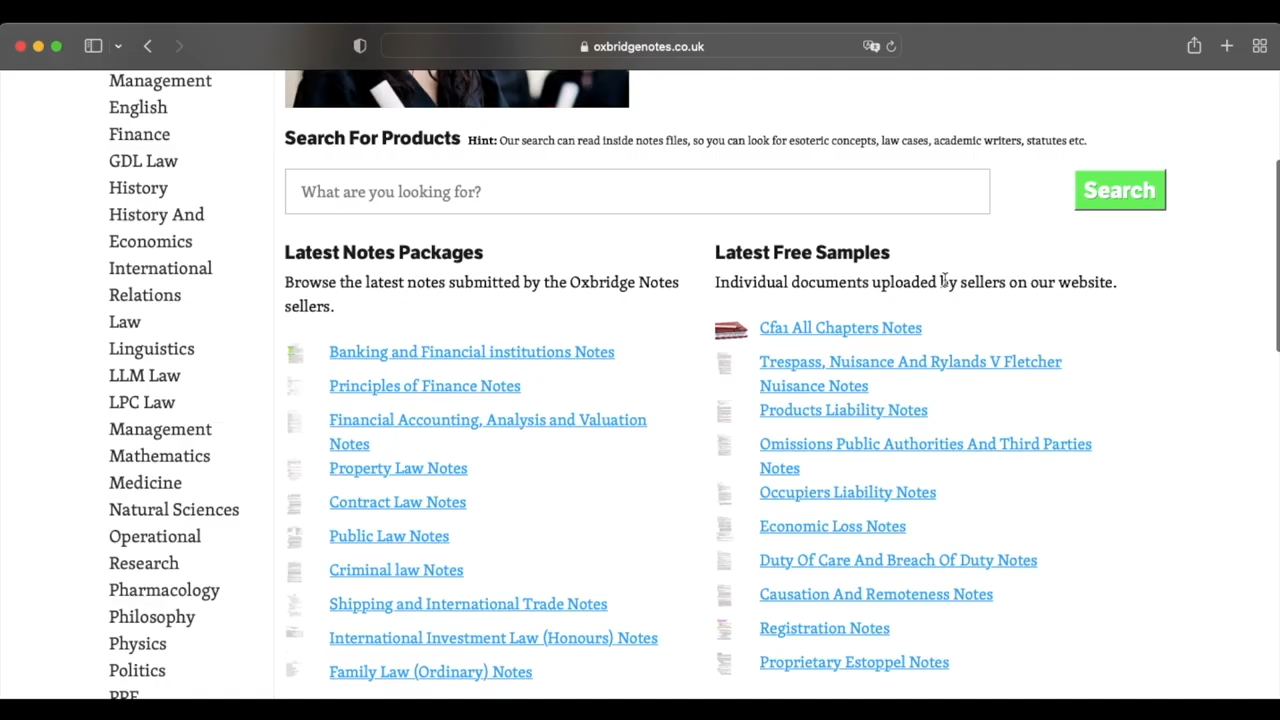 oxbridgenotes.co.uk
Management
English
Finance
GDL Law
History
History And
Economics
International
Relations
Law
Linguistics
LLM Law
LPC Law
Management
Mathematics
Medicine
Natural Sciences
Operational
Research
Pharmacology
Philosophy
Physics
Politics
PPE
Search For Products Hint: Our search can read inside notes files, so you can look for esoteric concepts, law cases, academic writers, statutes etc.
What are you looking for?
Search
Latest Notes Packages
Browse the latest notes submitted by the Oxbridge Notes
sellers.
Banking and Financial institutions Notes
Principles of Finance Notes
Financial Accounting, Analysis and Valuation
Notes
Property Law Notes
Contract Law Notes
Public Law Notes
Criminal law Notes
Shipping and International Trade Notes
International Investment Law (Honours) Notes
Family Law (Ordinary) Notes
Latest Free Samples
Individual documents uploaded by sellers on our website.
Cfa1 All Chapters Notes
Trespass, Nuisance And Rylands V Fletcher
Nuisance Notes
Products Liability Notes
Omissions Public Authorities And Third Parties
Notes
Occupiers Liability Notes
Economic Loss Notes
Duty Of Care And Breach Of Duty Notes
Causation And Remoteness Notes
Registration Notes
Proprietary Estoppel Notes